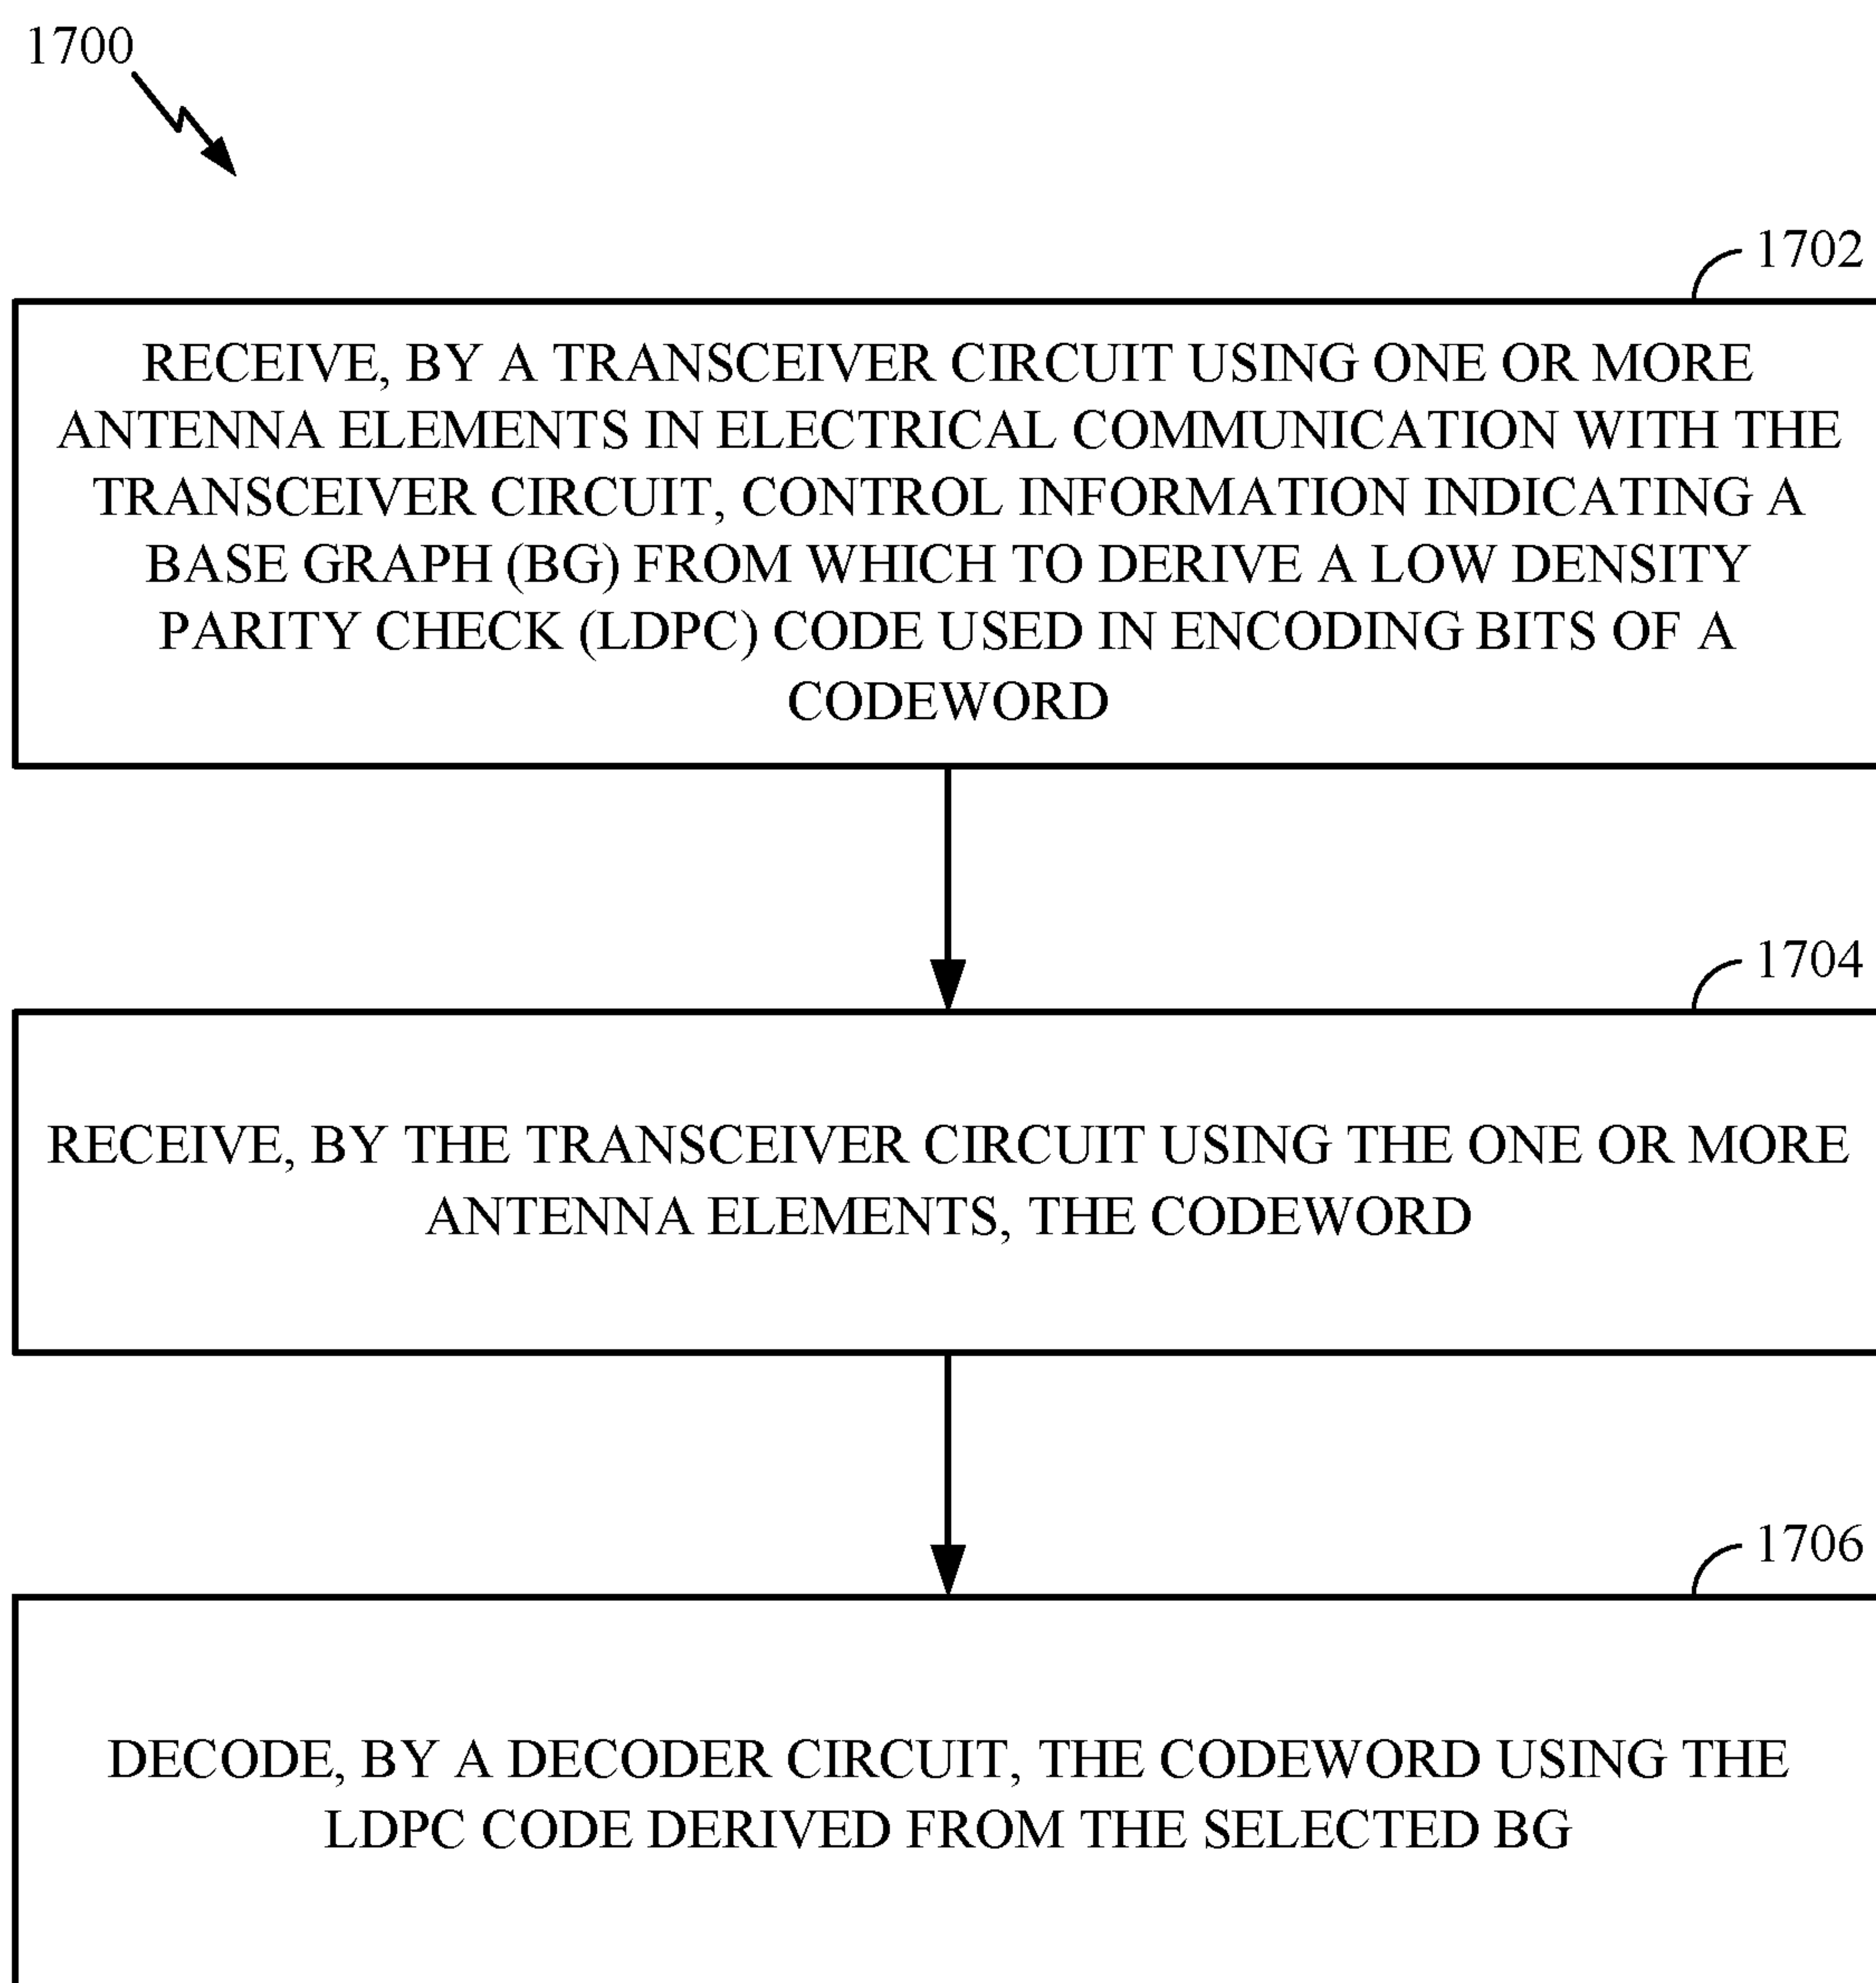 1700
1702
RECEIVE, BY A TRANSCEIVER CIRCUIT USING ONE OR MORE
ANTENNA ELEMENTS IN ELECTRICAL COMMUNICATION WITH THE
TRANSCEIVER CIRCUIT, CONTROL INFORMATION INDICATING A
BASE GRAPH (BG) FROM WHICH TO DERIVE A LOW DENSITY
PARITY CHECK (LDPC) CODE USED IN ENCODING BITS OF A
CODEWORD
1704
RECEIVE, BY THE TRANSCEIVER CIRCUIT USING THE ONE OR MORE
ANTENNA ELEMENTS, THE CODEWORD
1706
DECODE, BY A DECODER CIRCUIT, THE CODEWORD USING THE
LDPC CODE DERIVED FROM THE SELECTED BG